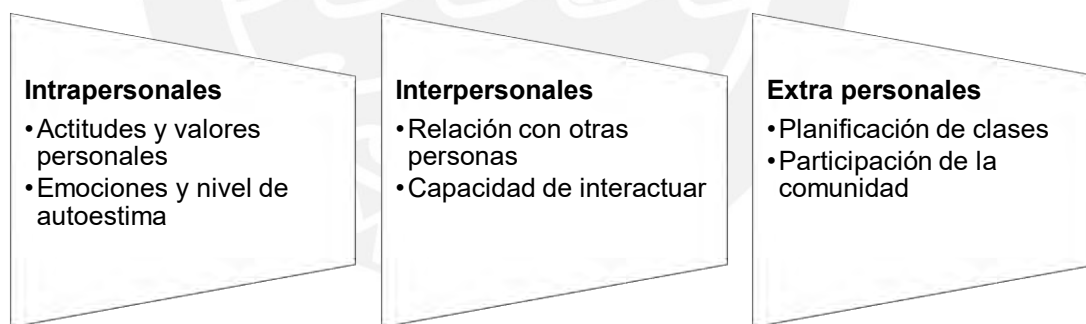 Intrapersonales
•Actitudes y valores
personales
•Emociones y nivel de
autoestima
Interpersonales
•Relación con otras
personas
•Capacidad de interactuar
Extra personales
•Planificación de clases
•Participación de la
comunidad